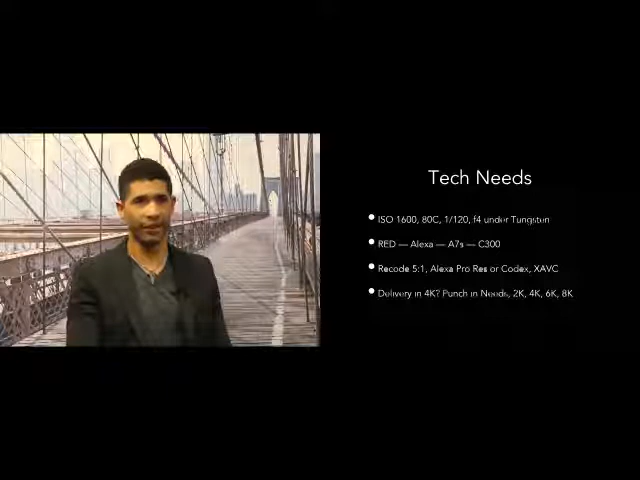 Tech Needs
• ISO 1600, 80C, 1/120, f4 under Tungsten
• RED — Alexa — A7s — C300
• Recode 5:1, Alexa Pro Res or Codex, XAVC
• Delivery in 4K? Punch in Needs, 2K, 4K, 6K, 8K